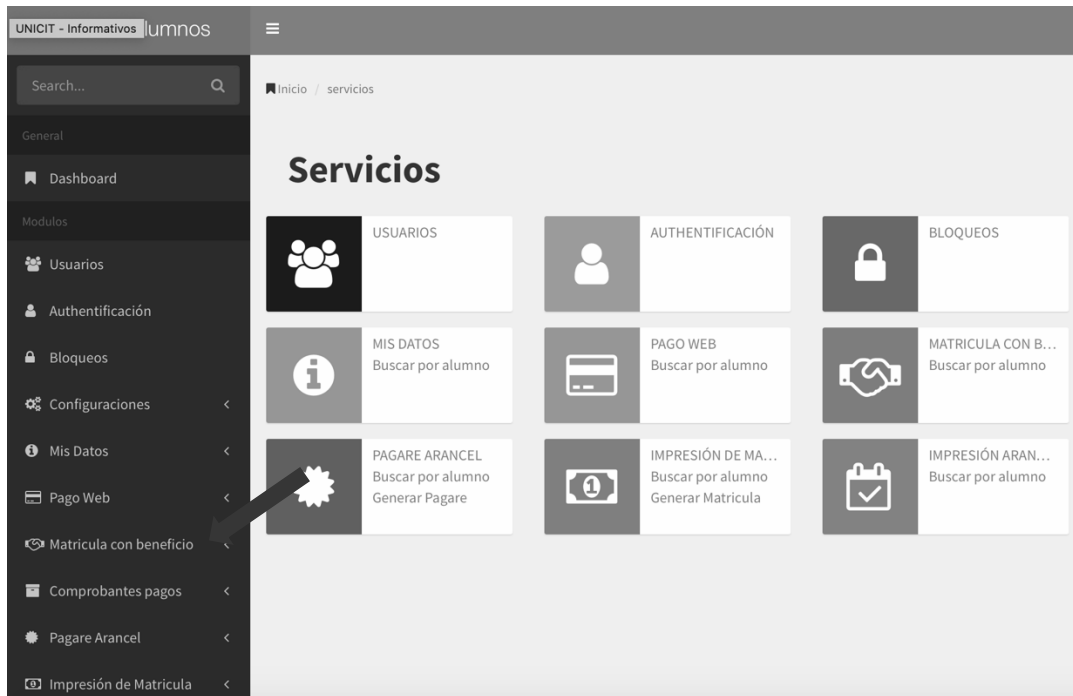 UNICIT - Informativos lumnos
Search...
Inicio / servicios
General
Dashboard
Modulos
Usuarios
Authentificación
Bloqueos
Configuraciones
Mis Datos
Pago Web
Matricula con beneficio
Comprobantes pagos
Pagare Arancel
Impresión de Matricula
Servicios
USUARIOS
AUTHENTIFICACIÓN
BLOQUEOS
MIS DATOS
Buscar por alumno
PAGO WEB
Buscar por alumno
MATRICULA CON B...
Buscar por alumno
PAGARE ARANCEL
Buscar por alumno
Generar Pagare
IMPRESIÓN DE MA...
Buscar por alumno
Generar Matricula
IMPRESIÓN ARAN...
Buscar por alumno